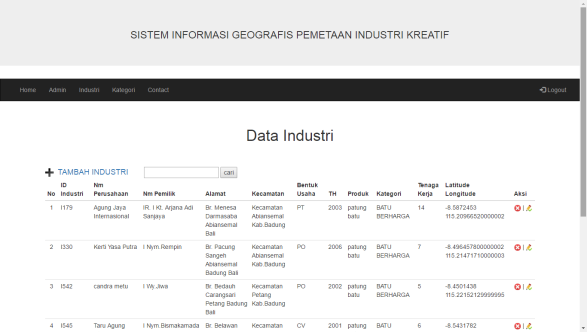 SISTEM INFORMASI GEOGRAFIS PEMETAAN INDUSTRI KREATIF
Home Admin Industri Kategori Contact Logout
Data Industri
TAMBAH INDUSTRI cari
No ID Industri Nm Perusahaan Nm Pemilik Alamat Kecamatan Bentuk Usaha TH Produk Kategori Tenaga Kerja Latitude Longitude Aksi
1 I179 Agung Jaya Internasional IR. I Kt. Arjana Adi Sanjaya Br. Menesa Darmasaba Abiansemal Bali Kecamatan Abiansemal Kab.Badung PT 2003 patung batu BATU BERHARGA 14 -8.5872453 115.20966520000002 |
2 I330 Kerti Yasa Putra I Nym.Rempin Br. Pacung Sangeh Abiansemal Badung Bali Kecamatan Abiansemal Kab.Badung PO 2006 patung batu BATU BERHARGA 7 -8.496457800000002 115.21471710000003 |
3 I542 candra metu I Wy.Jiwa Br. Bedauh Carangsari Petang Badung Bali Kecamatan Petang Kab.Badung PO 2002 patung batu BATU BERHARGA 5 -8.4501438 115.22152129999995 |
4 I545 Taru Agung I Nym.Bismakamada Br. Belawan Kecamatan CV 2001 patung BATU 6 -8.5431782 |